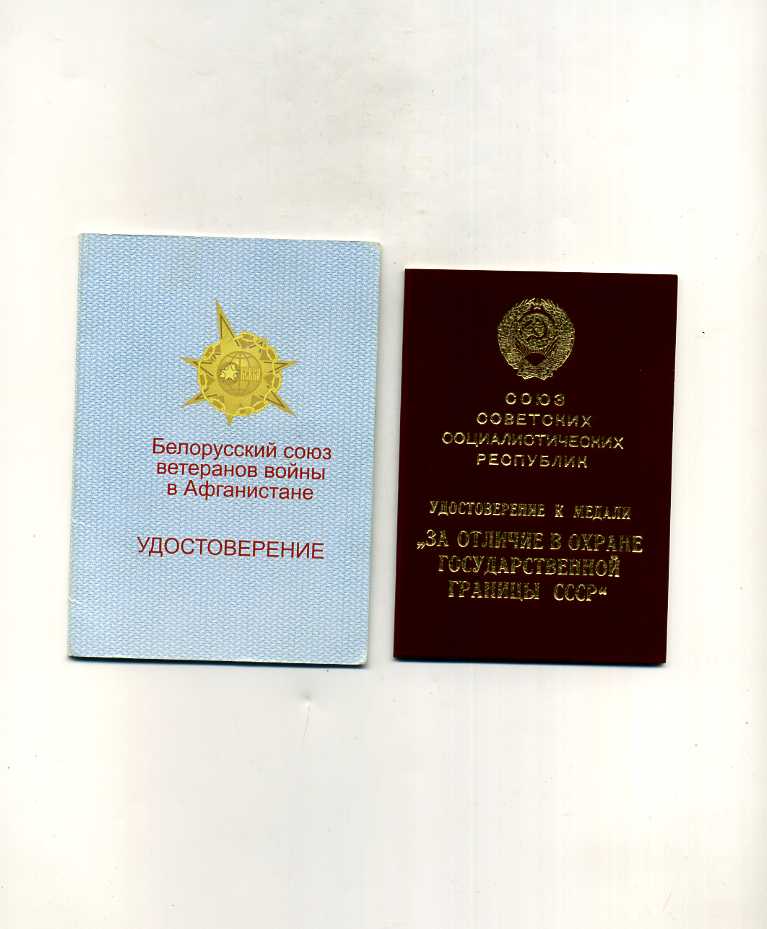 Белорусский союз
ветеранов войны
в Афганистане
УДОСТОВЕРЕНИЕ
СОЮЗ
СОВЕТСКИХ
СОЦИАЛИСТИЧЕСКИХ
РЕСПУБЛИК
УДОСТОВЕРЕНИЕ К МЕДАЛИ
„ЗА ОТЛИЧИЕ В ОХРАНЕ
ГОСУДАРСТВЕННОЙ
ГРАНИЦЫ СССР“